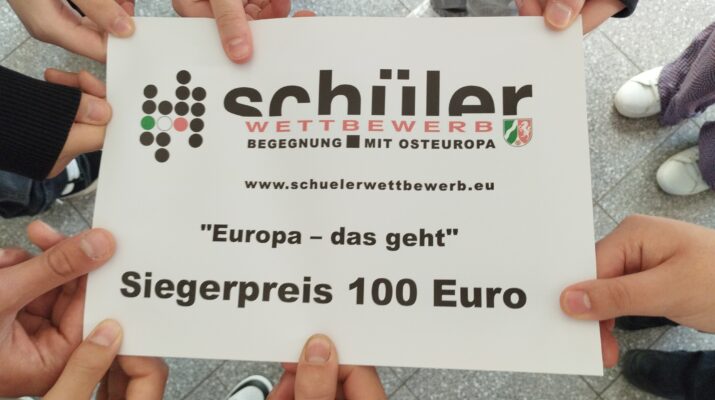 schüler
WETTBEWERB
BEGEGNUNG ■ MIT OSTEUROPA
www.schuelerwettbewerb.eu
"Europa – das geht"
Siegerpreis 100 Euro